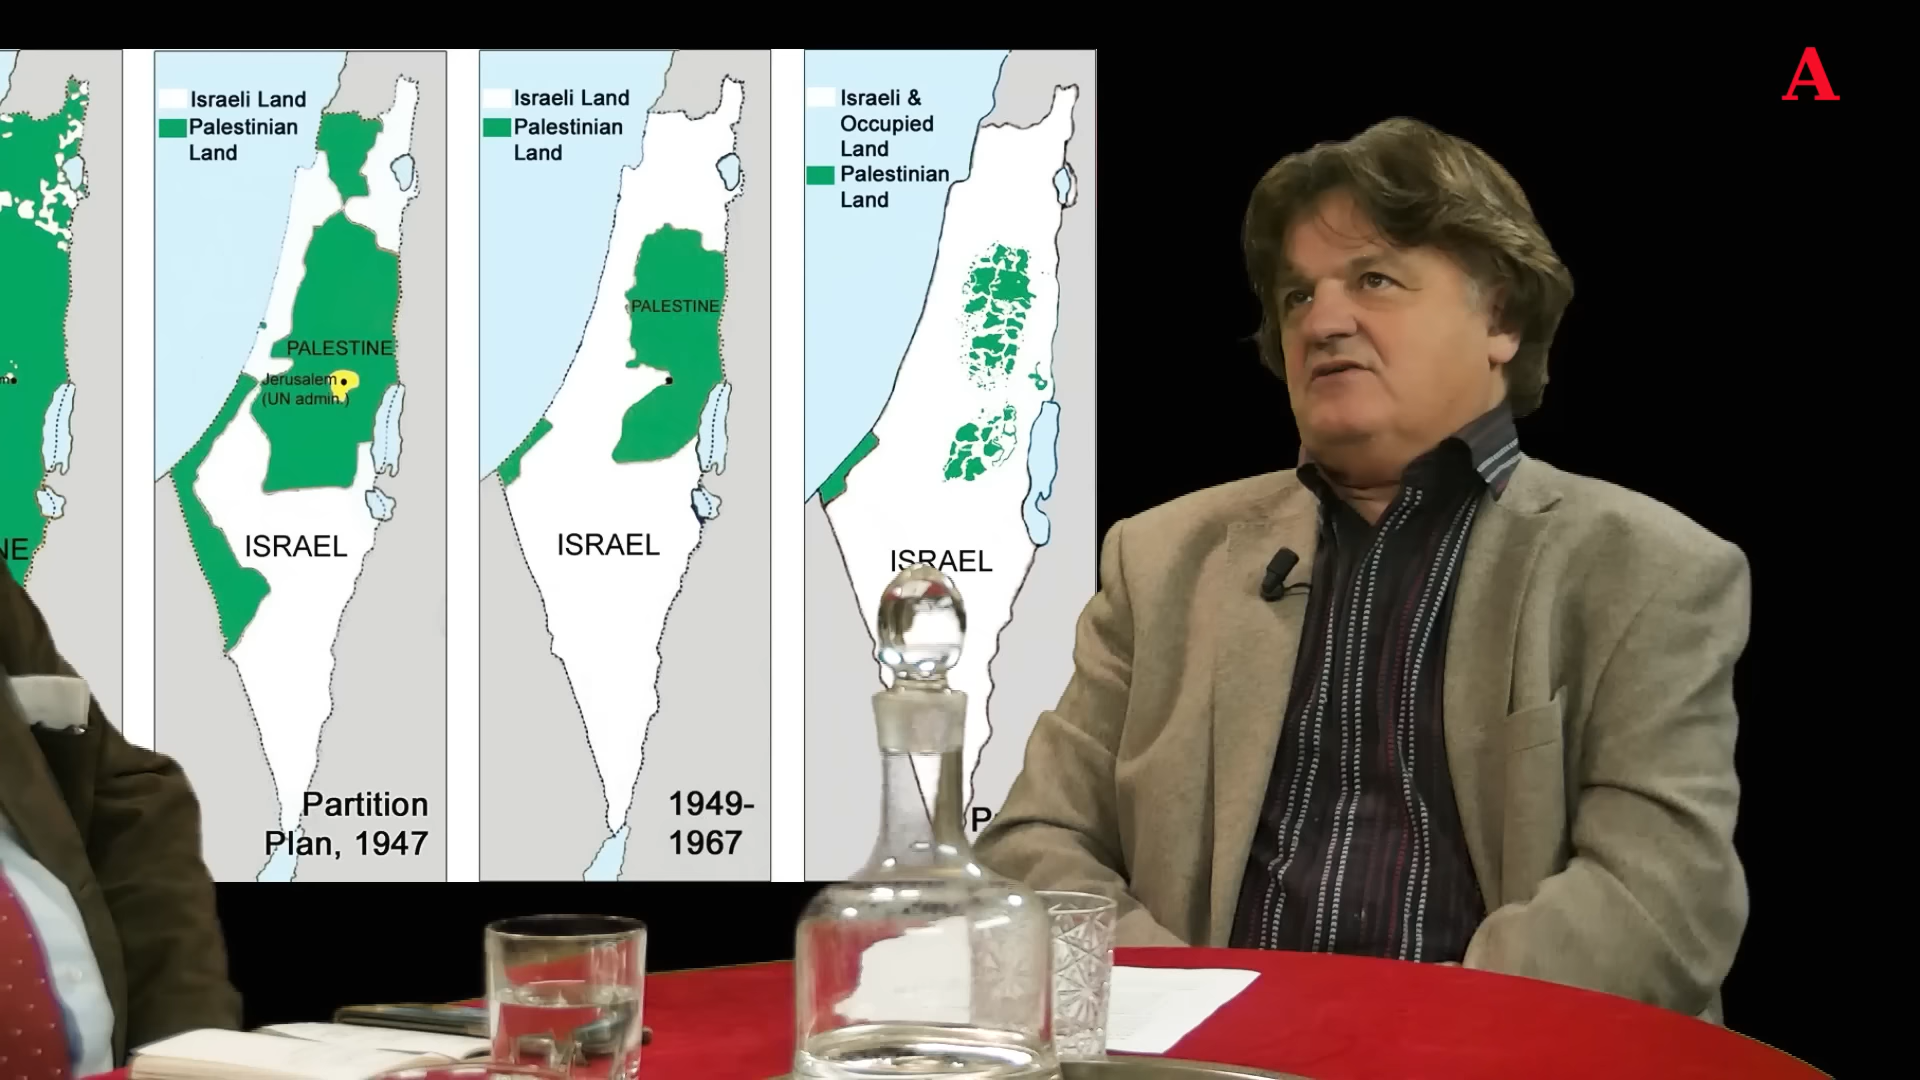 A
NE
Israeli Land
Palestinian
Land
PALESTINE
Jerusalem
(UN admin.)
ISRAEL
Partition
Plan, 1947
Israeli Land
Palestinian
Land
PALESTINE
ISRAEL
1949-
1967
Israeli &
Occupied
Land
Palestinian
Land
ISRAEL